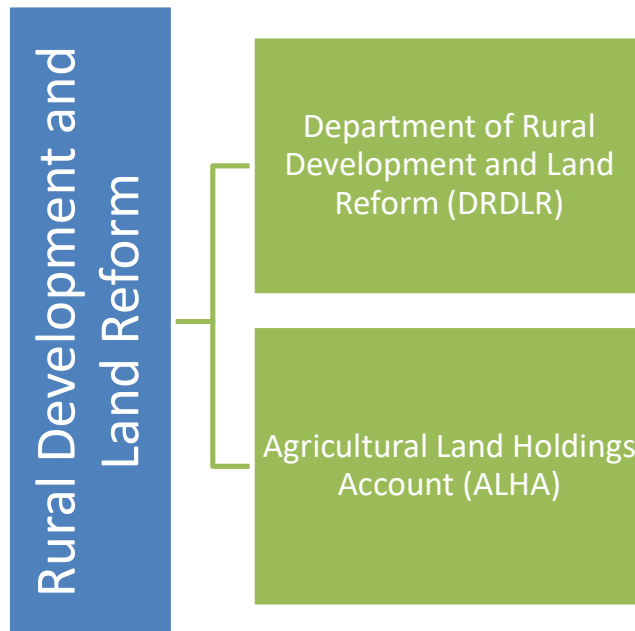 Rural Development and
Land Reform
Department of Rural
Development and Land
Reform (DRDLR)
Agricultural Land Holdings
Account (ALHA)